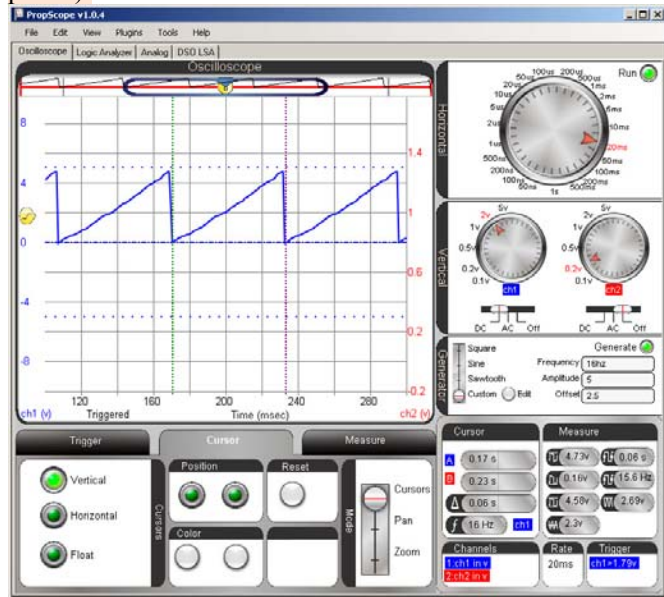 PropScope v1.0.4
File Edit View Plugins Tools Help
Oscilloscope Logic Analyzer Analog DSO LSA
Oscilloscope
8
4
0
-4
-8
1.4
1
0.6
0.2
-0.2
120 160 200 240 280
ch1 (v) Triggered Time (msec) ch2 (v)
Horizontal
Run
100us 200us
50us 500us
20us 1ms
10us 2ms
5us 5ms
2us 10ms
1us 20ms
500ns 50ms
200ns 100ms
100ns 200ms
50ns 1s 500ms
Vertical
5v 5v
2v 2v
1v 1v
0.5v 0.5v
0.2v 0.2v
0.1v 0.1v
ch1 ch2
DC AC Off DC AC Off
Generator
Square
Sine
Sawtooth
Custom Edit
Generate
Frequency 16hz
Amplitude 5
Offset 2.5
Trigger Cursor Measure
Vertical
Horizontal
Float
Cursors
Position Reset
Color
Mode
Cursors
Pan
Zoom
Cursor
A 0.17 s
B 0.23 s
Δ 0.06 s
f 16 Hz ch1
Measure
4.73v 0.06 s
0.16v 15.6 Hz
4.58v 2.69v
2.3v
Channels Rate Trigger
1:ch1 in v 20ms ch1>1.79v
2:ch2 in v